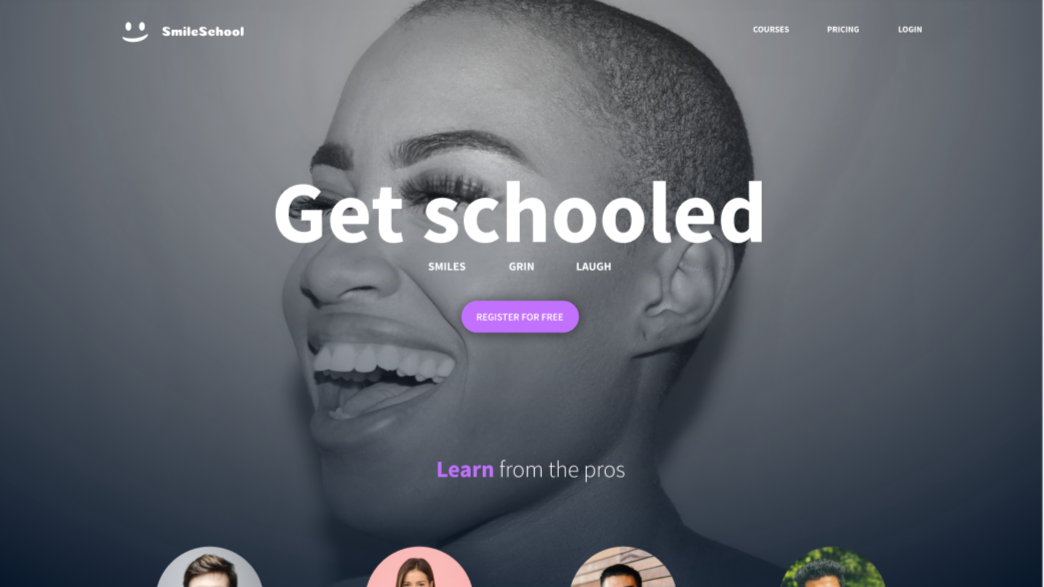 SmileSchool
COURSES PRICING LOGIN
Get schooled
SMILES GRIN LAUGH
REGISTER FOR FREE
Learn from the pros